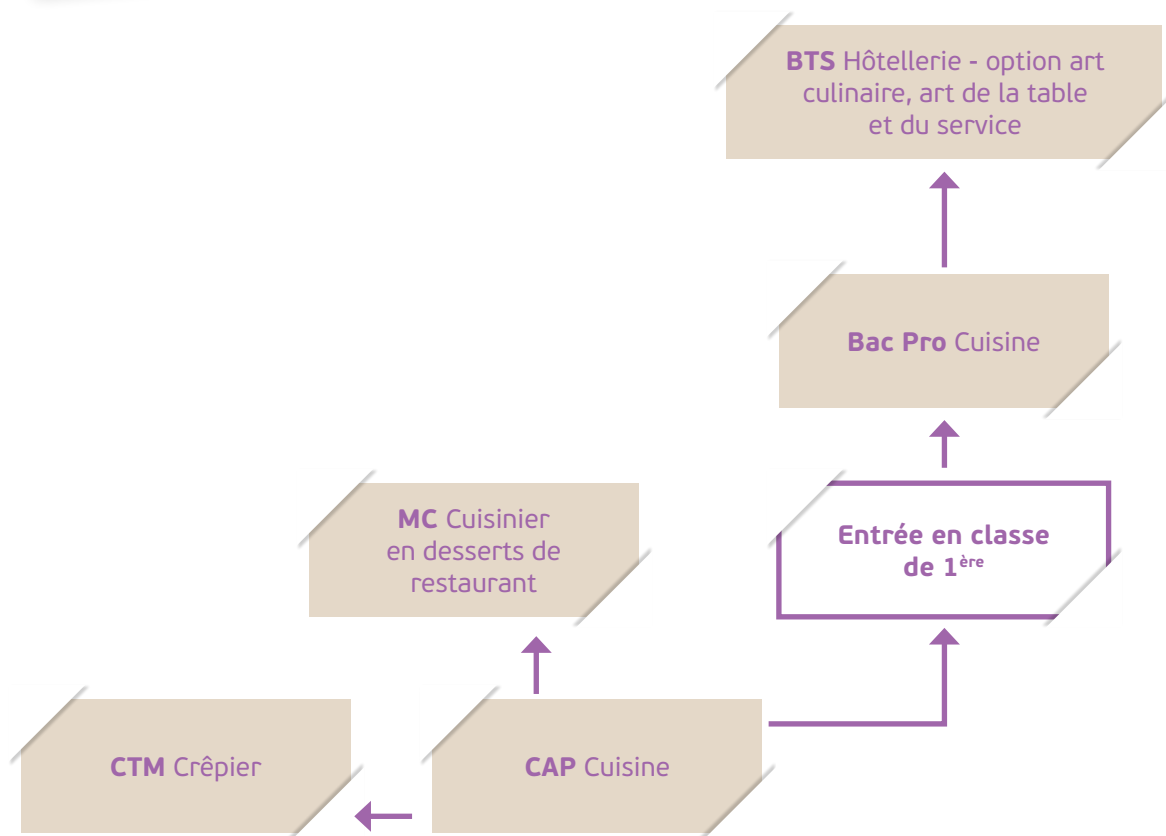 BTS Hôtellerie - option art
culinaire, art de la table
et du service
Bac Pro Cuisine
MC Cuisinier
en desserts de
restaurant
Entrée en classe
de 1ère
CTM Crêpier
CAP Cuisine